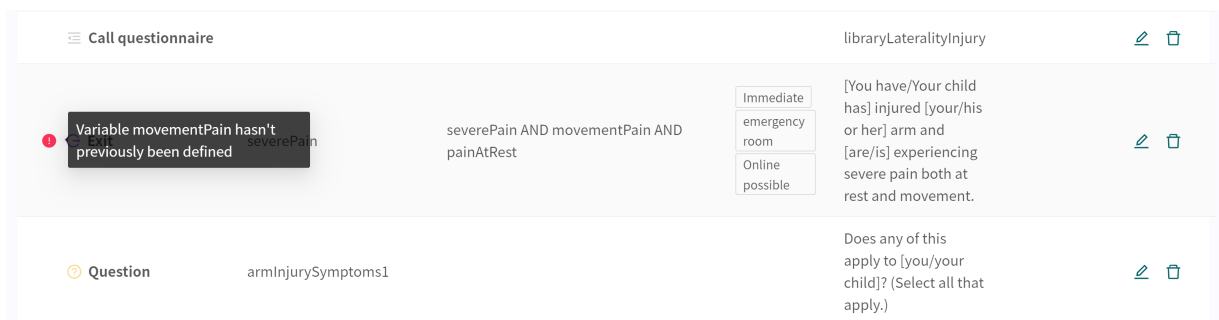 Call questionnaire
libraryLateralityInjury
Variable movementPain hasn't
previously been defined
Exit
severePain
severePain AND movementPain AND
painAtRest
Immediate
emergency
room
Online
possible
[You have/Your child
has] injured [your/his
or her] arm and
[are/is] experiencing
severe pain both at
rest and movement.
Question
armInjurySymptoms1
Does any of this
apply to [you/your
child]? (Select all that
apply.)